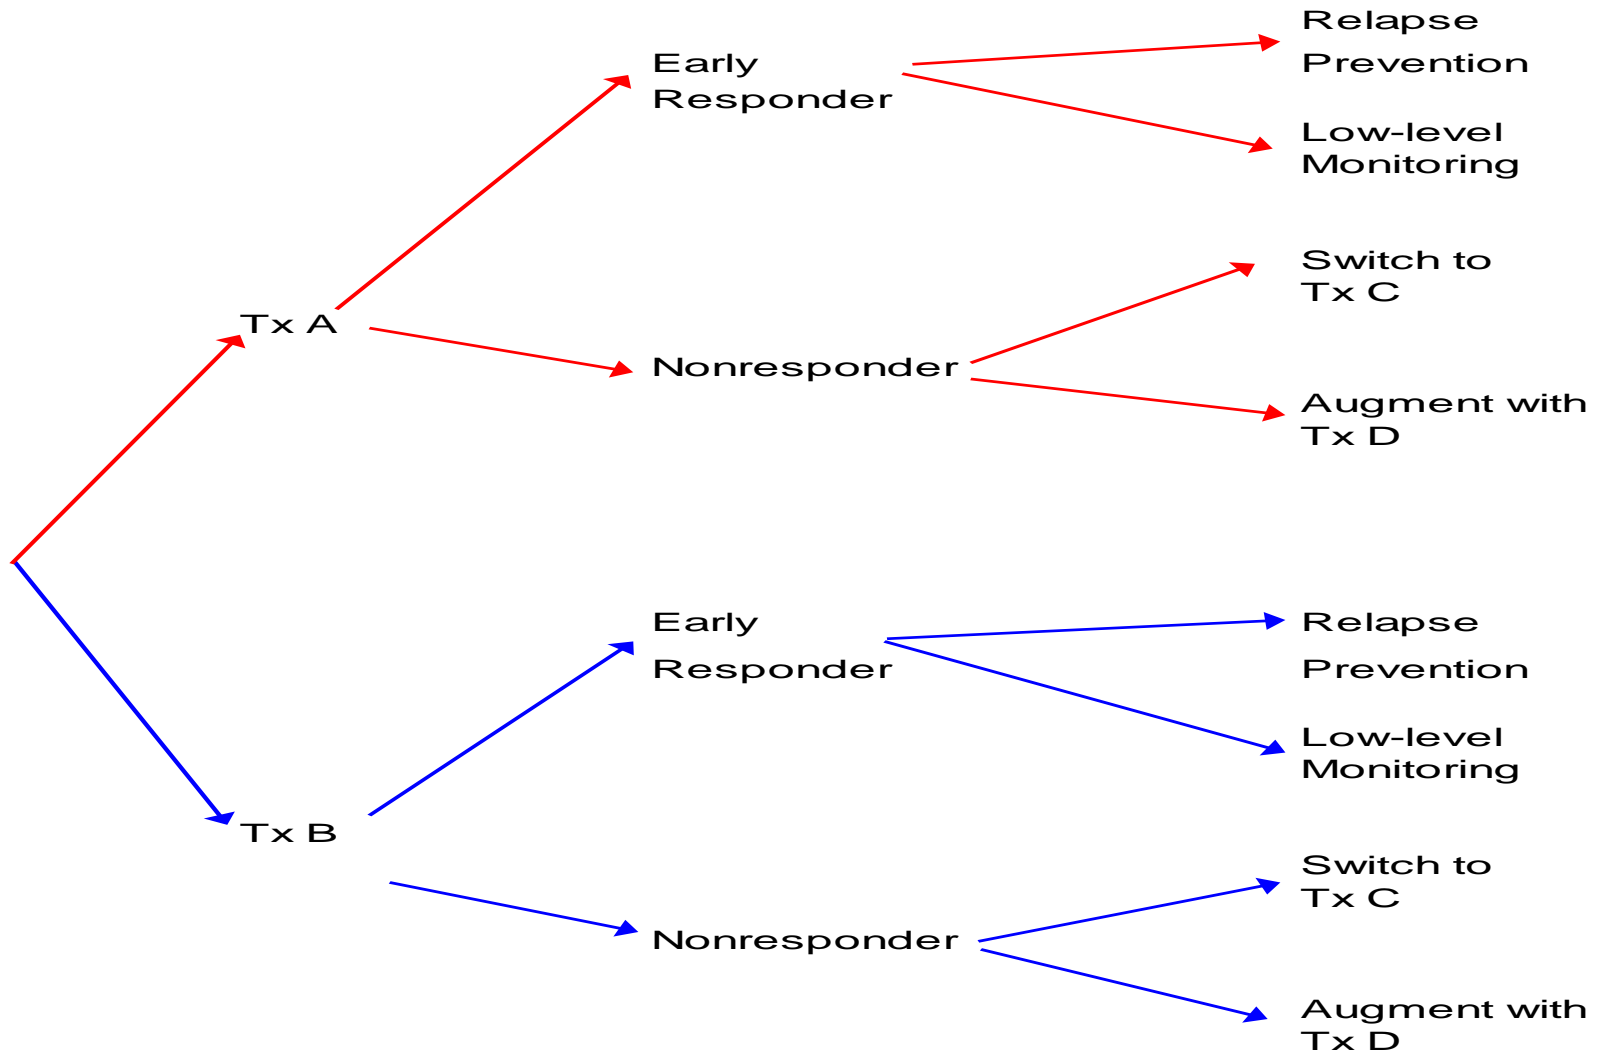 Relapse
Prevention
Early
Responder
Low-level
Monitoring
Switch to
Tx C
Tx A
Nonresponder
Augment with
Tx D
Early
Responder
Relapse
Prevention
Low-level
Monitoring
Tx B
Switch to
Tx C
Nonresponder
Augment with
Tx D